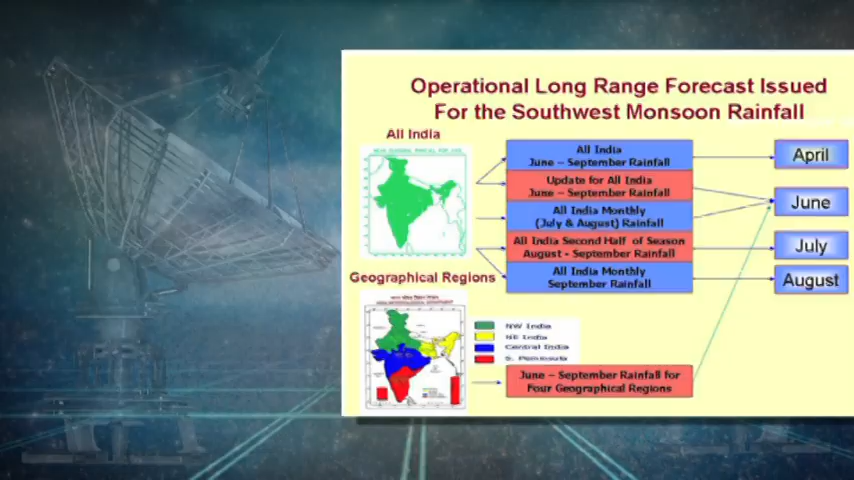 Operational Long Range Forecast Issued
For the Southwest Monsoon Rainfall
All India
All India
June – September Rainfall
April
Update for All India
June – September Rainfall
June
All India Monthly
(July & August) Rainfall
All India Second Half of Season
August - September Rainfall
July
All India Monthly
September Rainfall
August
Geographical Regions
NW India
NE India
Central India
S. Peninsula
June – September Rainfall for
Four Geographical Regions